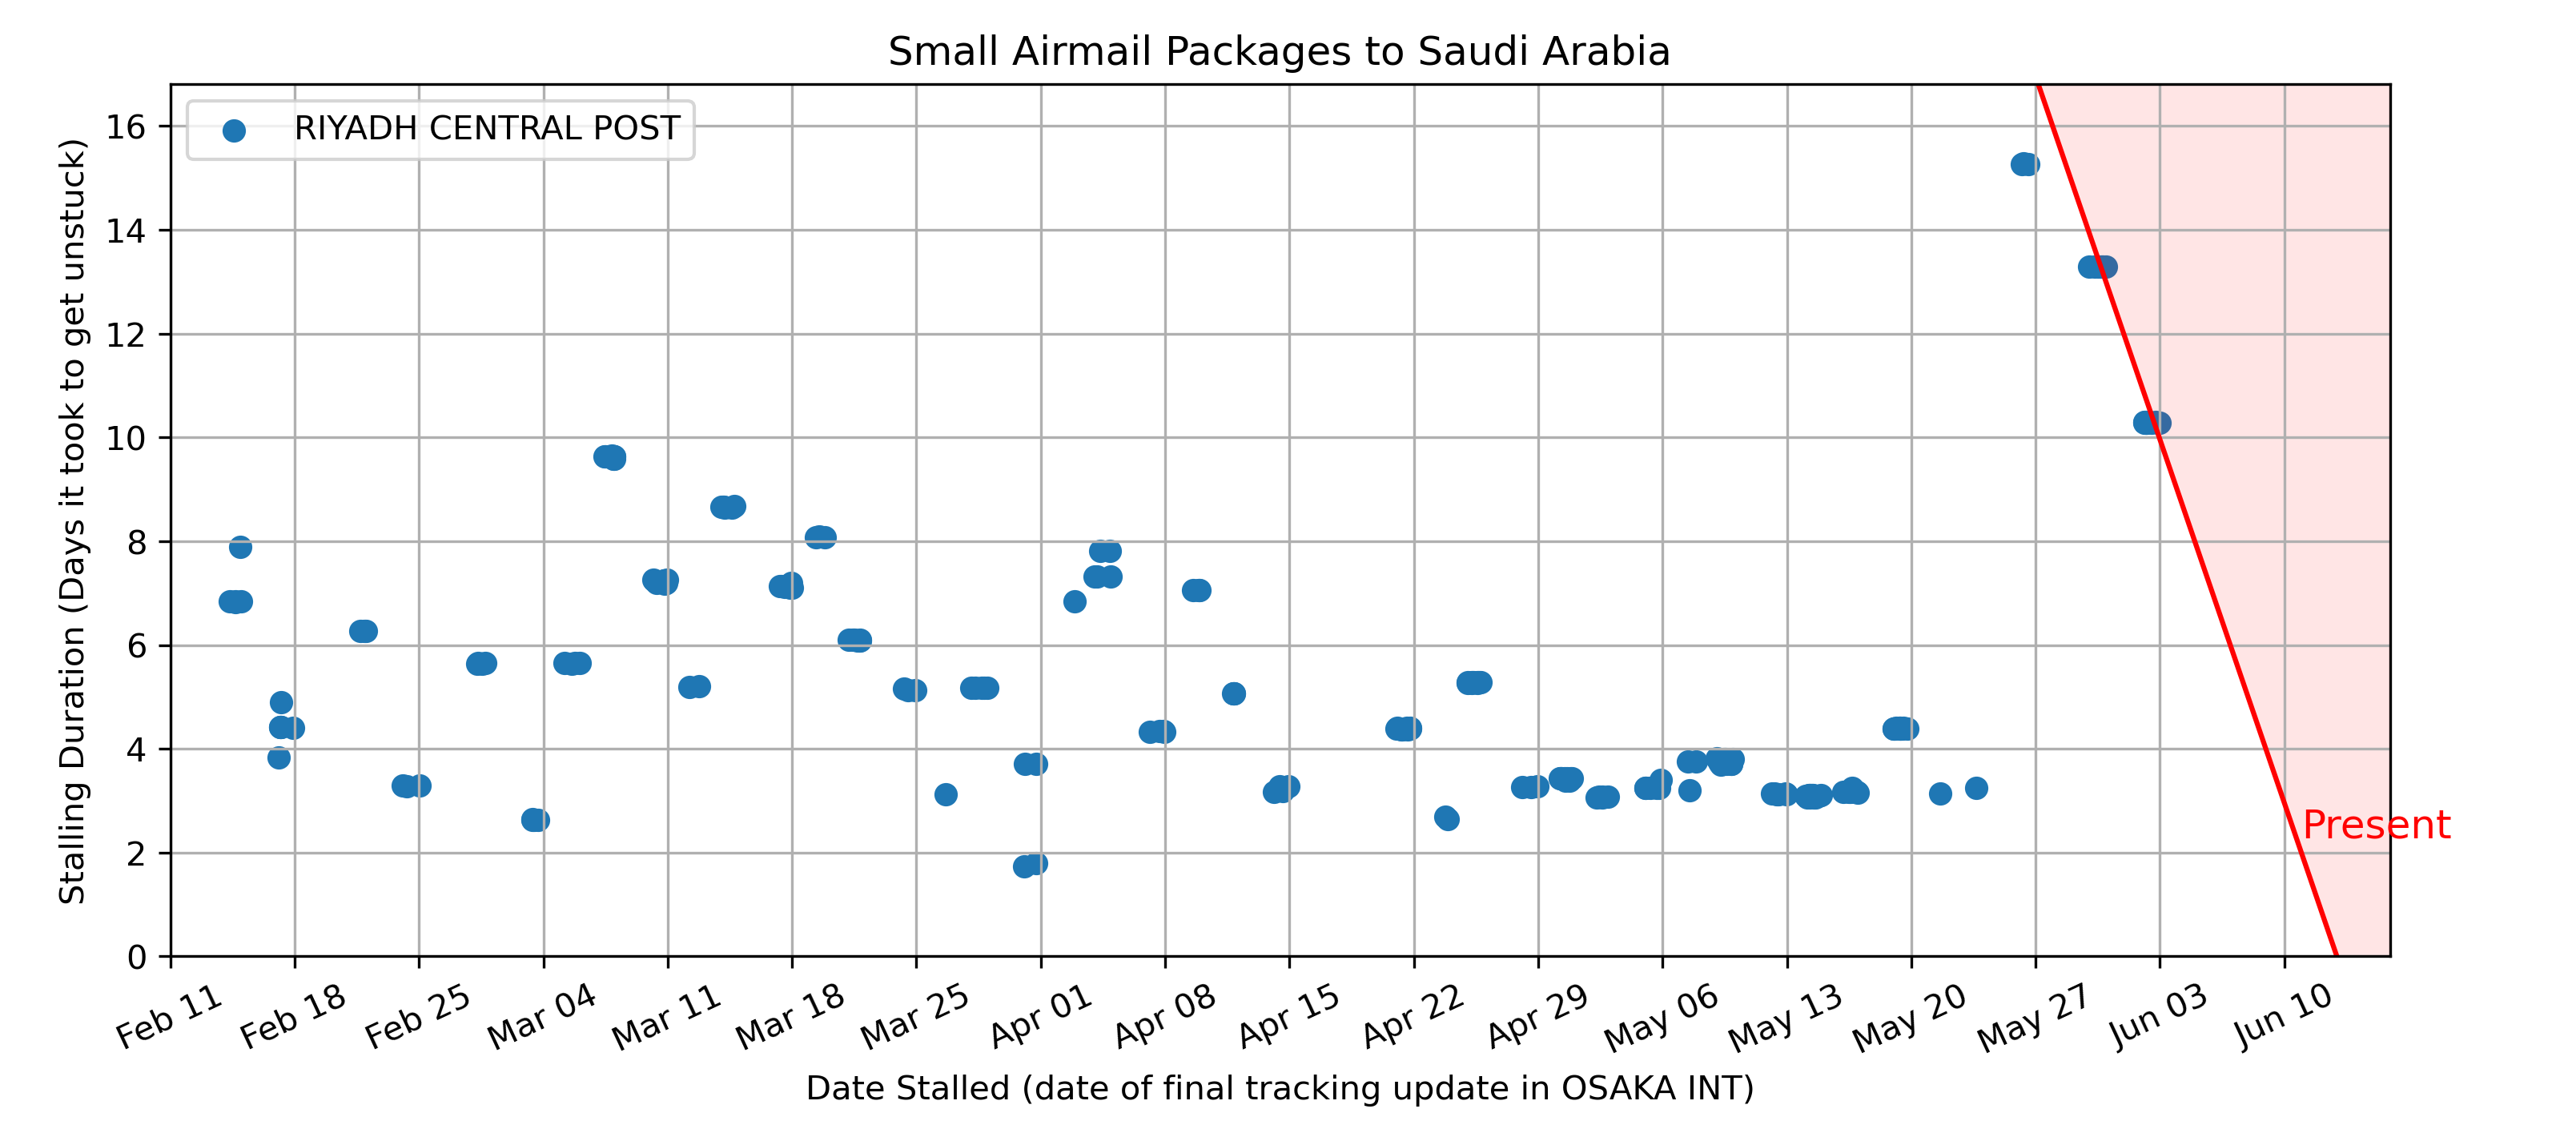 Small Airmail Packages to Saudi Arabia
RIYADH CENTRAL POST
Stalling Duration (Days it took to get unstuck)
16
14
12
10
8
6
4
2
0
Present
Feb 11
Feb 18
Feb 25
Mar 04
Mar 11
Mar 18
Mar 25
Apr 01
Apr 08
Apr 15
Apr 22
Apr 29
May 06
May 13
May 20
May 27
Jun 03
Jun 10
Date Stalled (date of final tracking update in OSAKA INT)